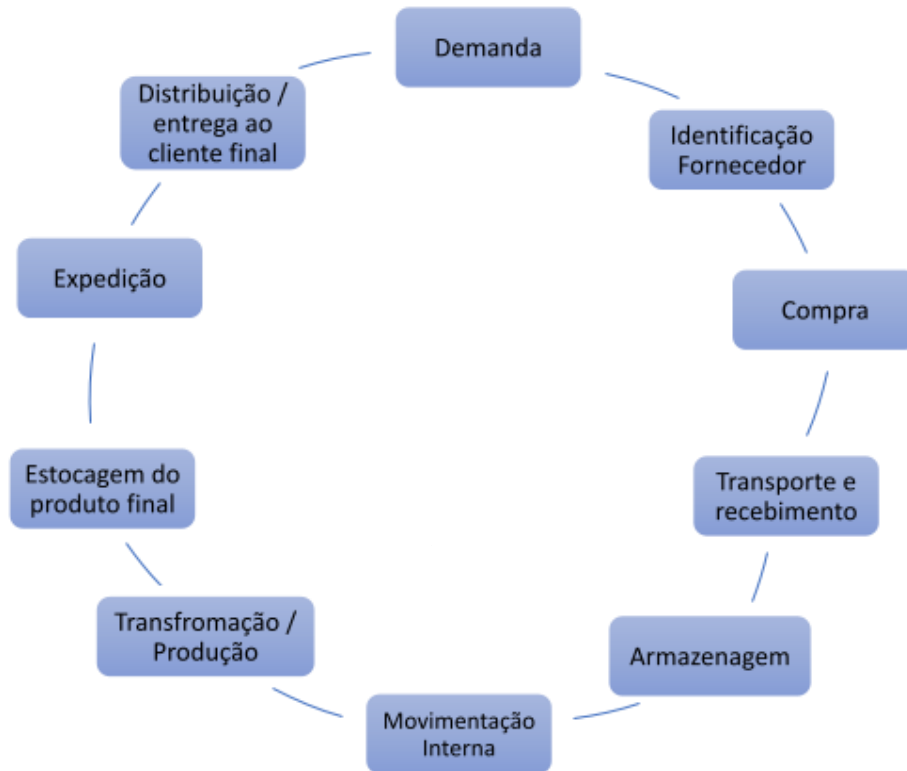 Demanda
Identificação
Fornecedor
Compra
Transporte e
recebimento
Armazenagem
Movimentação
Interna
Transfromação /
Produção
Estocagem do
produto final
Expedição
Distribuição /
entrega ao
cliente final